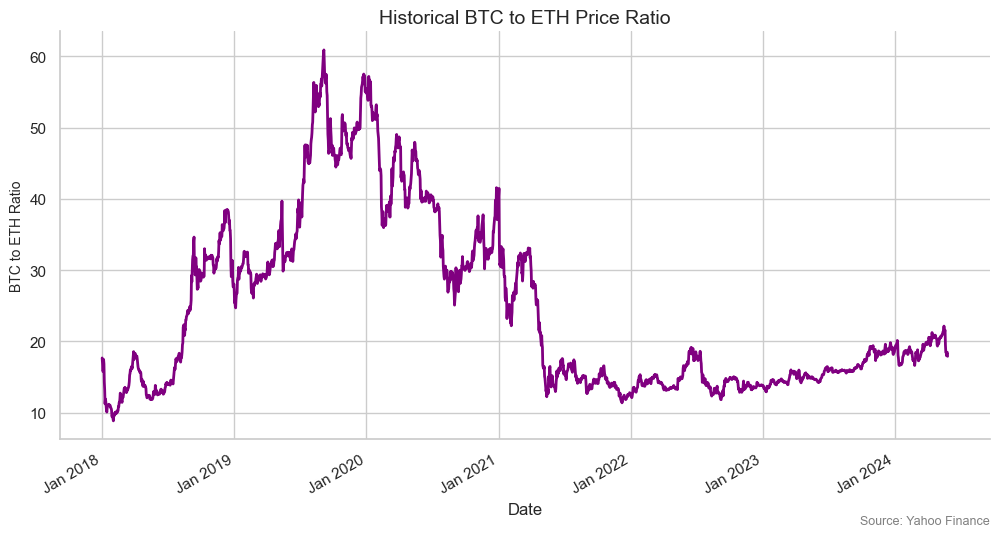 Historical BTC to ETH Price Ratio
BTC to ETH Ratio
60
50
40
30
20
10
Jan 2018
Jan 2019
Jan 2020
Jan 2021
Jan 2022
Jan 2023
Jan 2024
Date
Source: Yahoo Finance